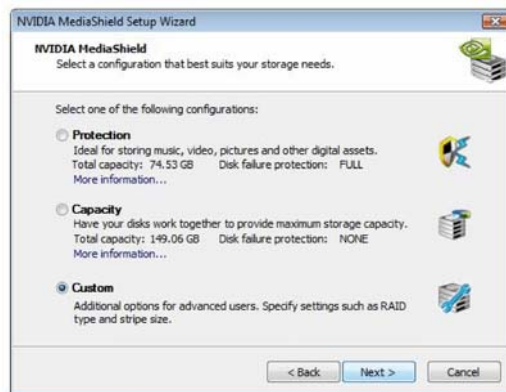 NVIDIA MediaShield Setup Wizard
NVIDIA MediaShield
Select a configuration that best suits your storage needs.
Select one of the following configurations:
Protection
Ideal for storing music, video, pictures and other digital assets.
Total capacity: 74.53 GB Disk failure protection: FULL
More information...
Capacity
Have your disks work together to provide maximum storage capacity.
Total capacity: 149.06 GB Disk failure protection: NONE
More information...
Custom
Additional options for advanced users. Specify settings such as RAID
type and stripe size.
< Back Next > Cancel